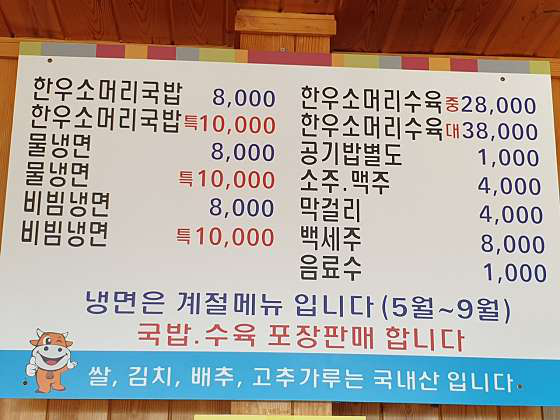 한우소머리국밥 8,000
한우소머리국밥 특10,000
물냉면 8,000
물냉면 특10,000
비빔냉면 8,000
비빔냉면 특10,000
한우소머리수육 중28,000
한우소머리수육 대38,000
공기밥별도 1,000
소주.맥주 4,000
막걸리 4,000
백세주 8,000
음료수 1,000
냉면은 계절메뉴 입니다(5월~9월)
국밥.수육 포장판매 합니다
쌀, 김치, 배추, 고추가루는 국내산 입니다